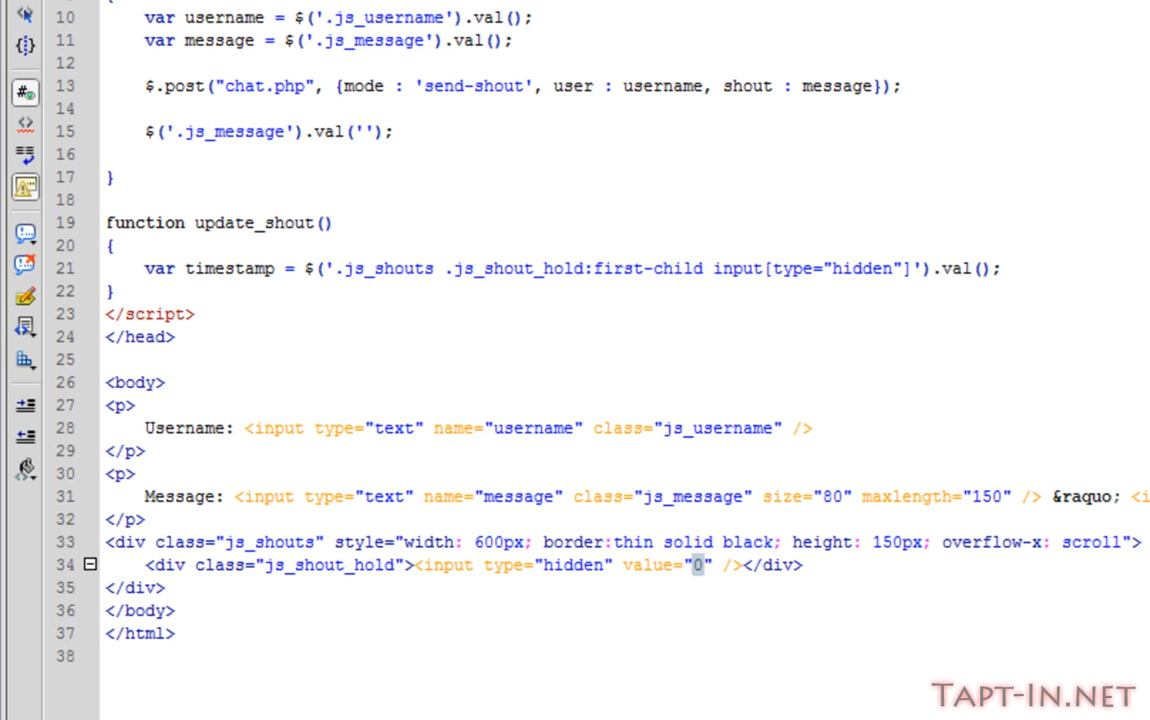 10 var username = $('.js_username').val();
11 var message = $('.js_message').val();
12
13 $.post("chat.php", {mode : 'send-shout', user : username, shout : message});
14
15 $('.js_message').val('');
16
17 }
18
19 function update_shout()
20 {
21 var timestamp = $('.js_shouts .js_shout_hold:first-child input[type="hidden"]').val();
22 }
23 </script>
24 </head>
25
26 <body>
27 <p>
28 Username: <input type="text" name="username" class="js_username" />
29 </p>
30 <p>
31 Message: <input type="text" name="message" class="js_message" size="80" maxlength="150" /> &raquo; <i
32 </p>
33 <div class="js_shouts" style="width: 600px; border:thin solid black; height: 150px; overflow-x: scroll">
34 <div class="js_shout_hold"><input type="hidden" value="0" /></div>
35 </div>
36 </body>
37 </html>
38
TAPT-IN.NET